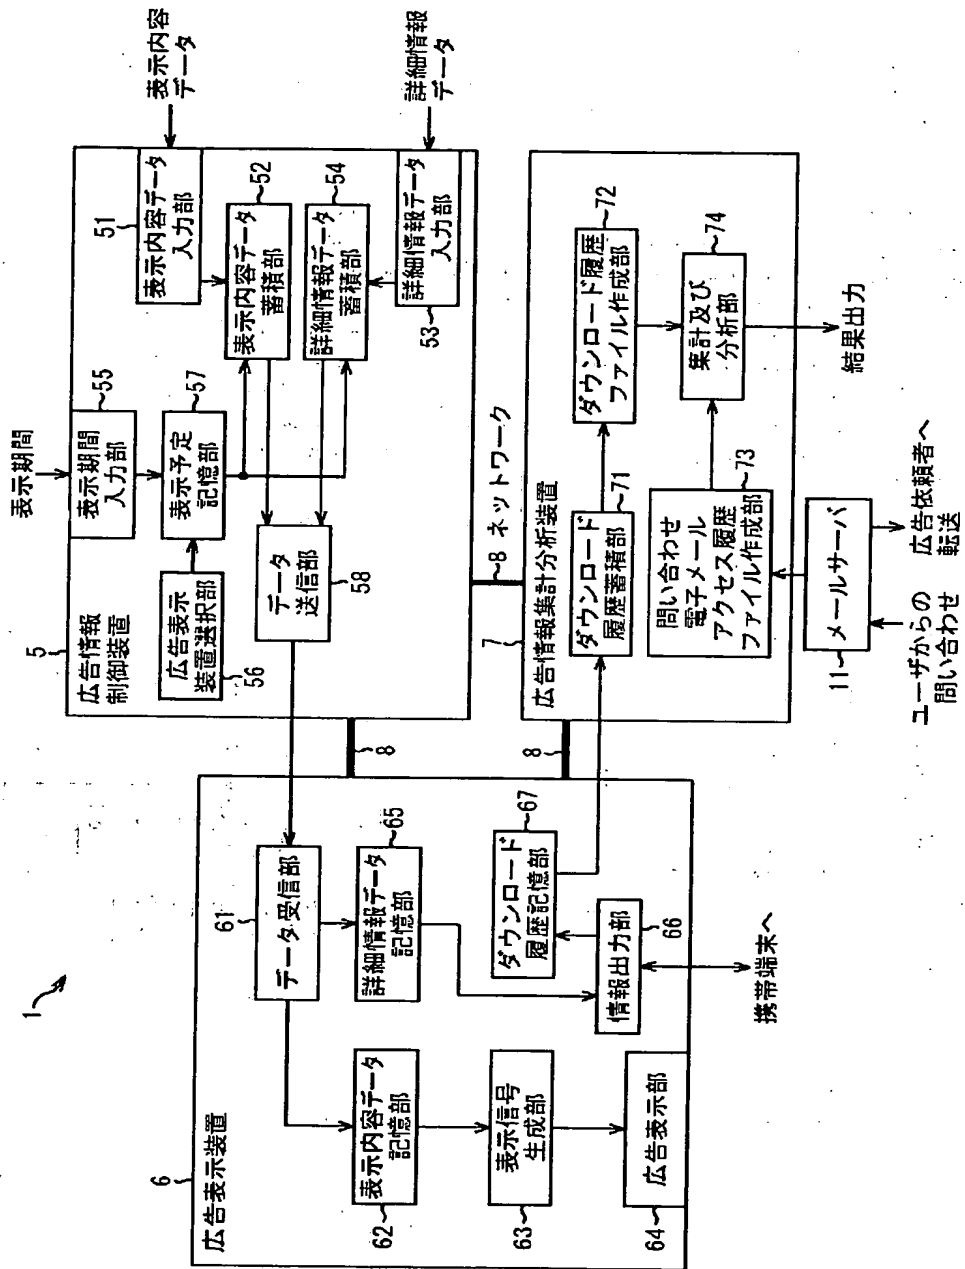 1
5
広告情報
制御装置
表示期間
表示期間
入力部
55
広告表示
装置選択部
56
表示予定
記憶部
57
51
表示内容データ
入力部
表示内容
データ
表示内容データ
蓄積部
52
詳細情報データ
蓄積部
54
詳細情報データ
入力部
53
詳細情報
データ
データ
送信部
58
8 ネットワーク
8
8
6
広告表示装置
61
データ受信部
62
表示内容データ
記憶部
63
表示信号
生成部
64
広告表示部
詳細情報データ
記憶部
65
情報出力部
66
ダウンロード
履歴記憶部
67
携帯端末へ
7
広告情報集計分析装置
ダウンロード
履歴蓄積部
71
ダウンロード履歴
ファイル作成部
72
問い合わせ
電子メール
アクセス履歴
ファイル作成部
73
集計及び
分析部
74
結果出力
11
メールサーバ
ユーザからの
問い合わせ
広告依頼者へ
転送